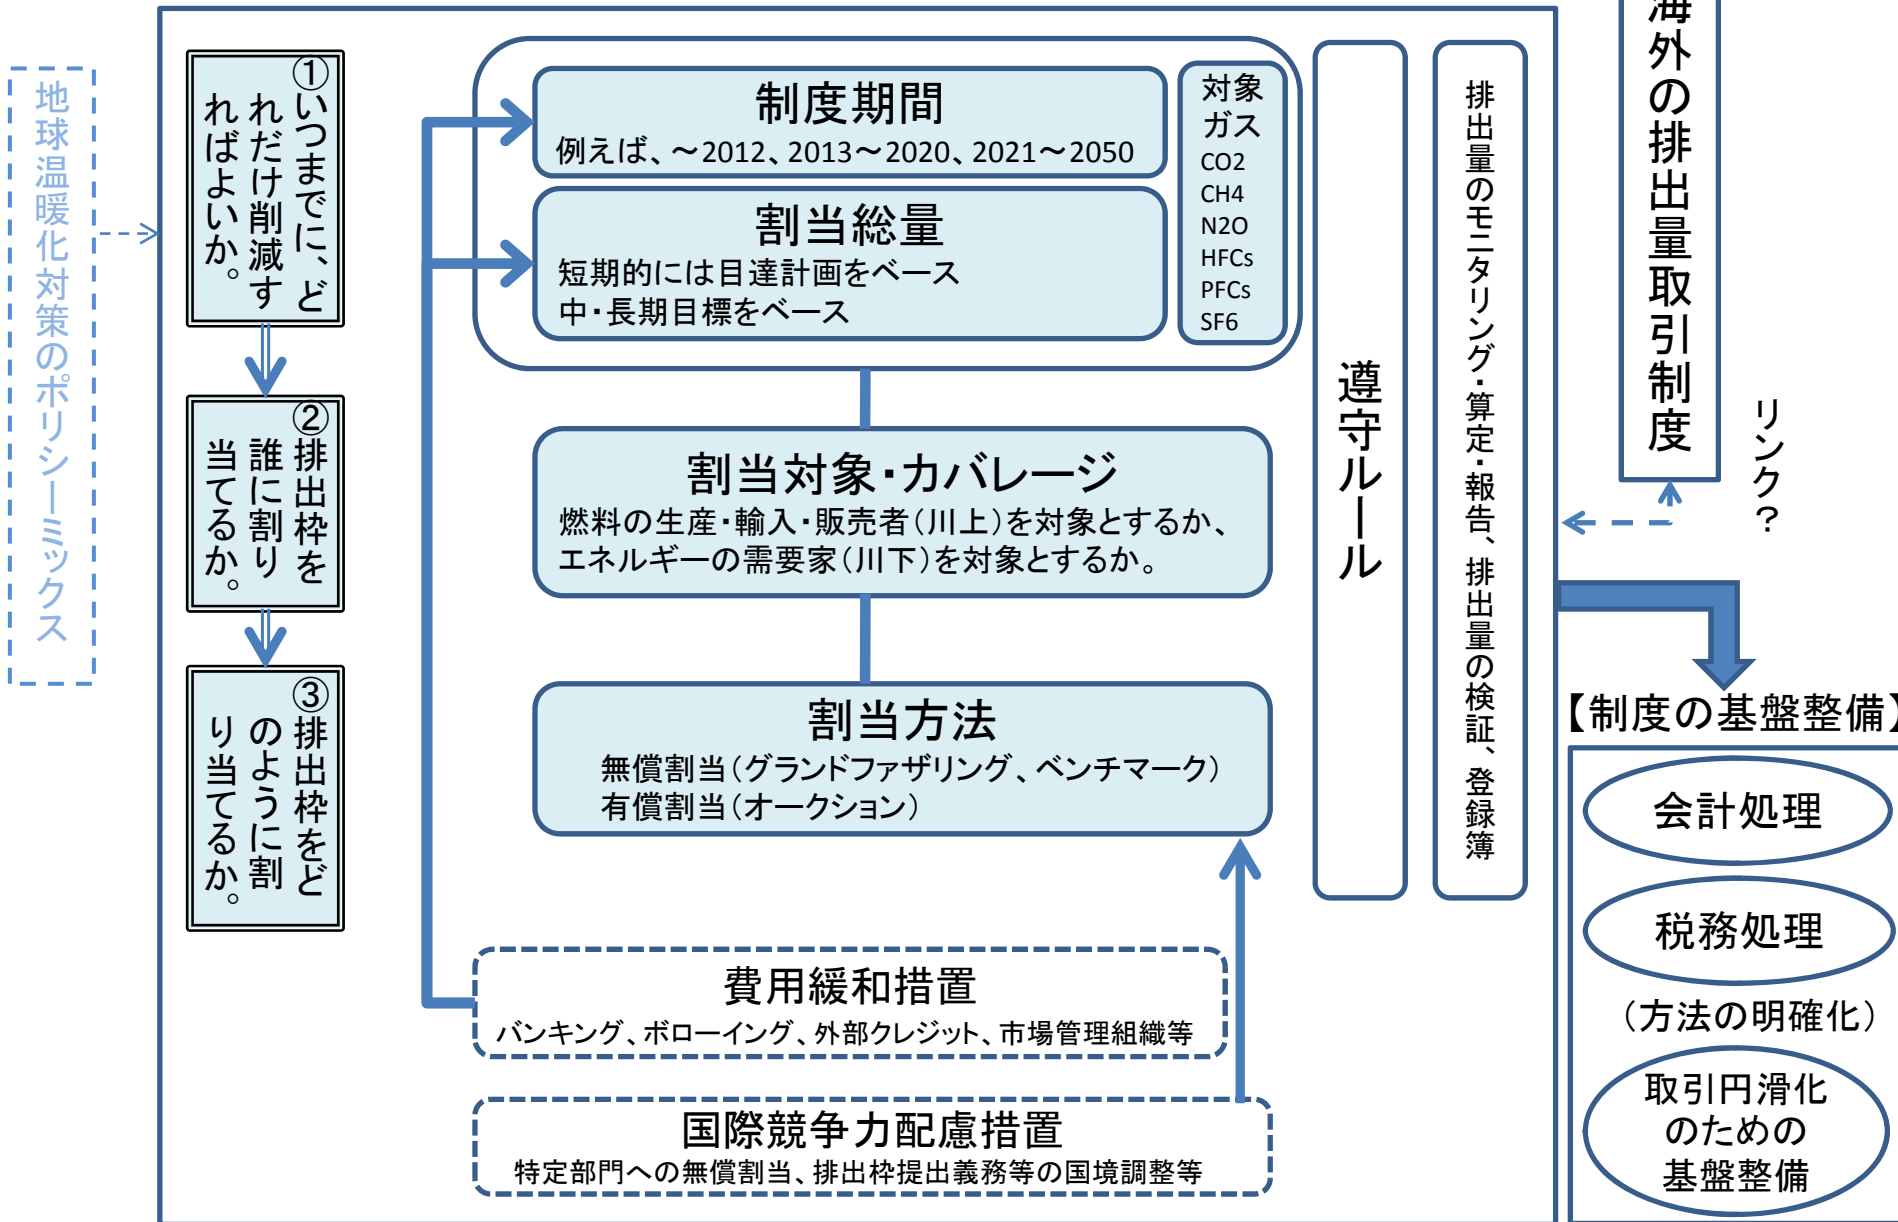 地球温暖化対策のポリシーミックス
①いつまでに、ど
れだけ削減す
ればよいか。
②排出枠を
誰に割り
当てるか。
③排出枠をど
のように割
り当てるか。
制度期間
例えば、～2012、2013～2020、2021～2050
割当総量
短期的には目達計画をベース
中・長期目標をベース
対象
ガス
CO2
CH4
N2O
HFCs
PFCs
SF6
割当対象・カバレージ
燃料の生産・輸入・販売者(川上)を対象とするか、
エネルギーの需要家(川下)を対象とするか。
割当方法
無償割当(グランドファザリング、ベンチマーク)
有償割当(オークション)
費用緩和措置
バンキング、ボローイング、外部クレジット、市場管理組織等
国際競争力配慮措置
特定部門への無償割当、排出枠提出義務等の国境調整等
遵守ルール
排出量のモニタリング・算定・報告、排出量の検証、登録簿
海外の排出量取引制度
リンク?
【制度の基盤整備】
会計処理
税務処理
(方法の明確化)
取引円滑化
のための
基盤整備